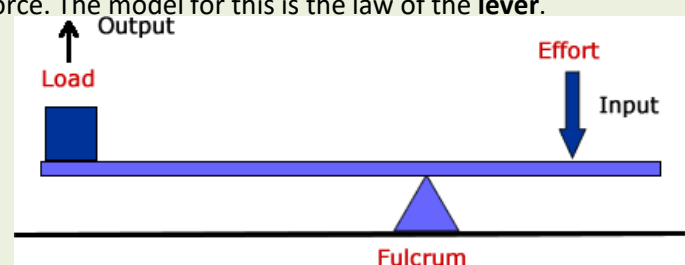 orce. The model for this is the law of the lever.
Output
Load
Effort
Input
Fulcrum